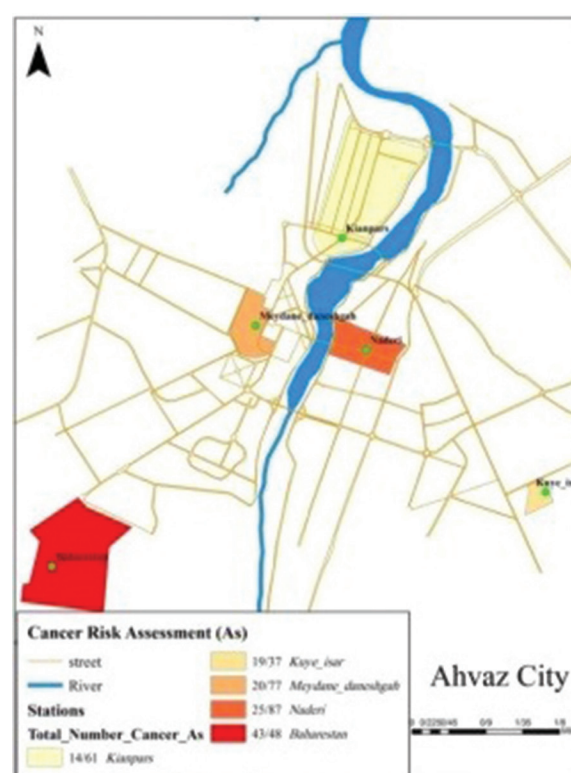 N
Kianpars
Meydane_daneshgah
Naderi
Kuye_is
Cancer Risk Assessment (As)
street
River
Stations
Total_Number_Cancer_As
14/61 Kianpars
19/37 Kuye_isar
20/77 Meydane_daneshgah
25/87 Naderi
43/48 Baharestan
Ahvaz City